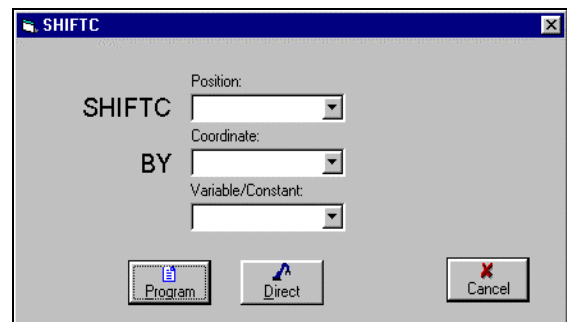 SHIFTC
Position:
SHIFTC
Coordinate:
BY
Variable/Constant:
Program Direct Cancel